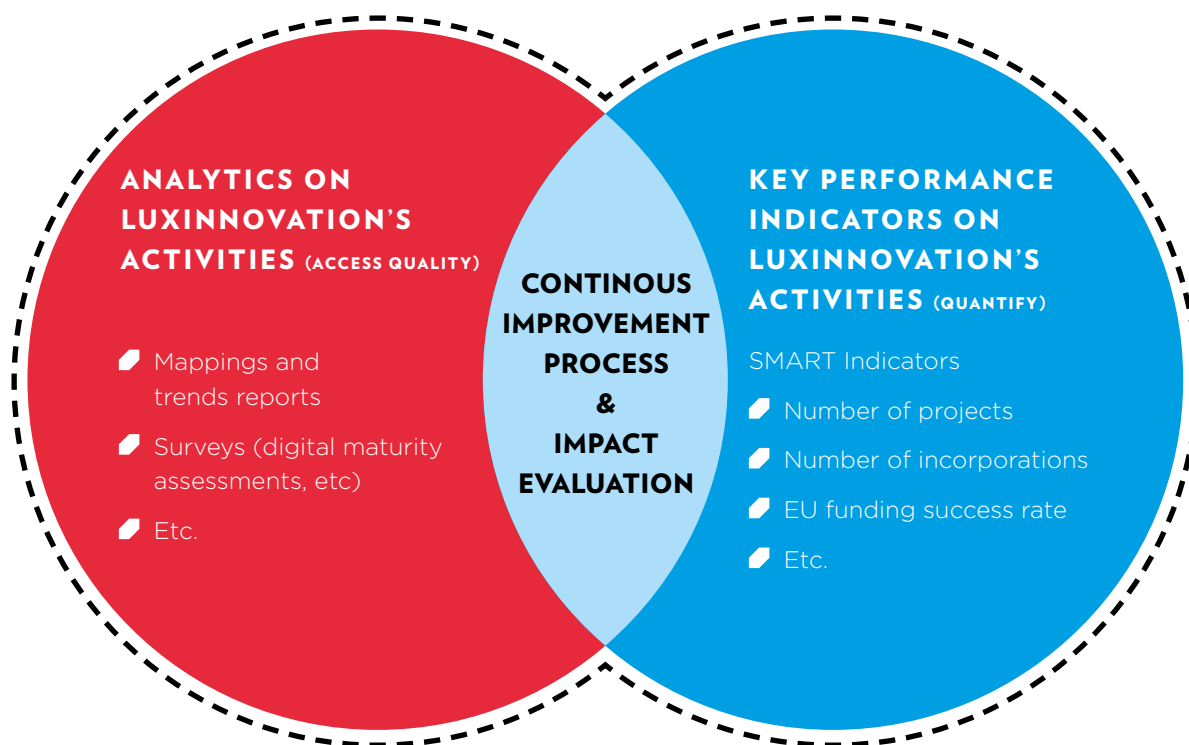 ANALYTICS ON
LUXINNOVATION'S
ACTIVITIES (ACCESS QUALITY)
Mappings and
trends reports
Surveys (digital maturity
assessments, etc)
Etc.
CONTINOUS
IMPROVEMENT
PROCESS
&
IMPACT
EVALUATION
KEY PERFORMANCE
INDICATORS ON
LUXINNOVATION'S
ACTIVITIES (QUANTIFY)
SMART Indicators
Number of projects
Number of incorporations
EU funding success rate
Etc.